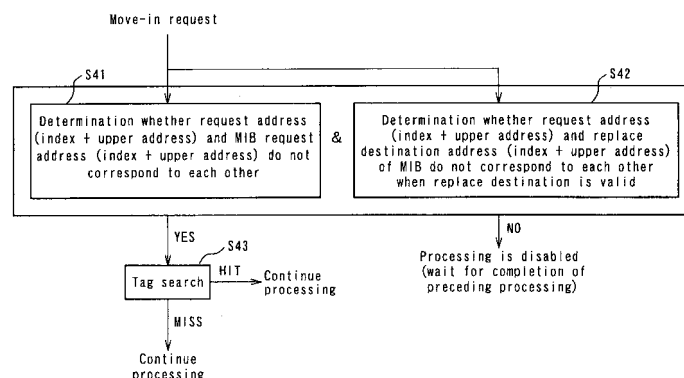 Move-in request
S41
S42
Determination whether request address
(index + upper address) and MIB request
address (index + upper address) do not
correspond to each other
&
Determination whether request address
(index + upper address) and replace
destination address (index + upper address)
of MIB do not correspond to each other
when replace destination is valid
YES
NO
S43
Tag search
HIT
Continue
processing
Processing is disabled
(wait for completion of
preceding processing)
MISS
Continue
processing